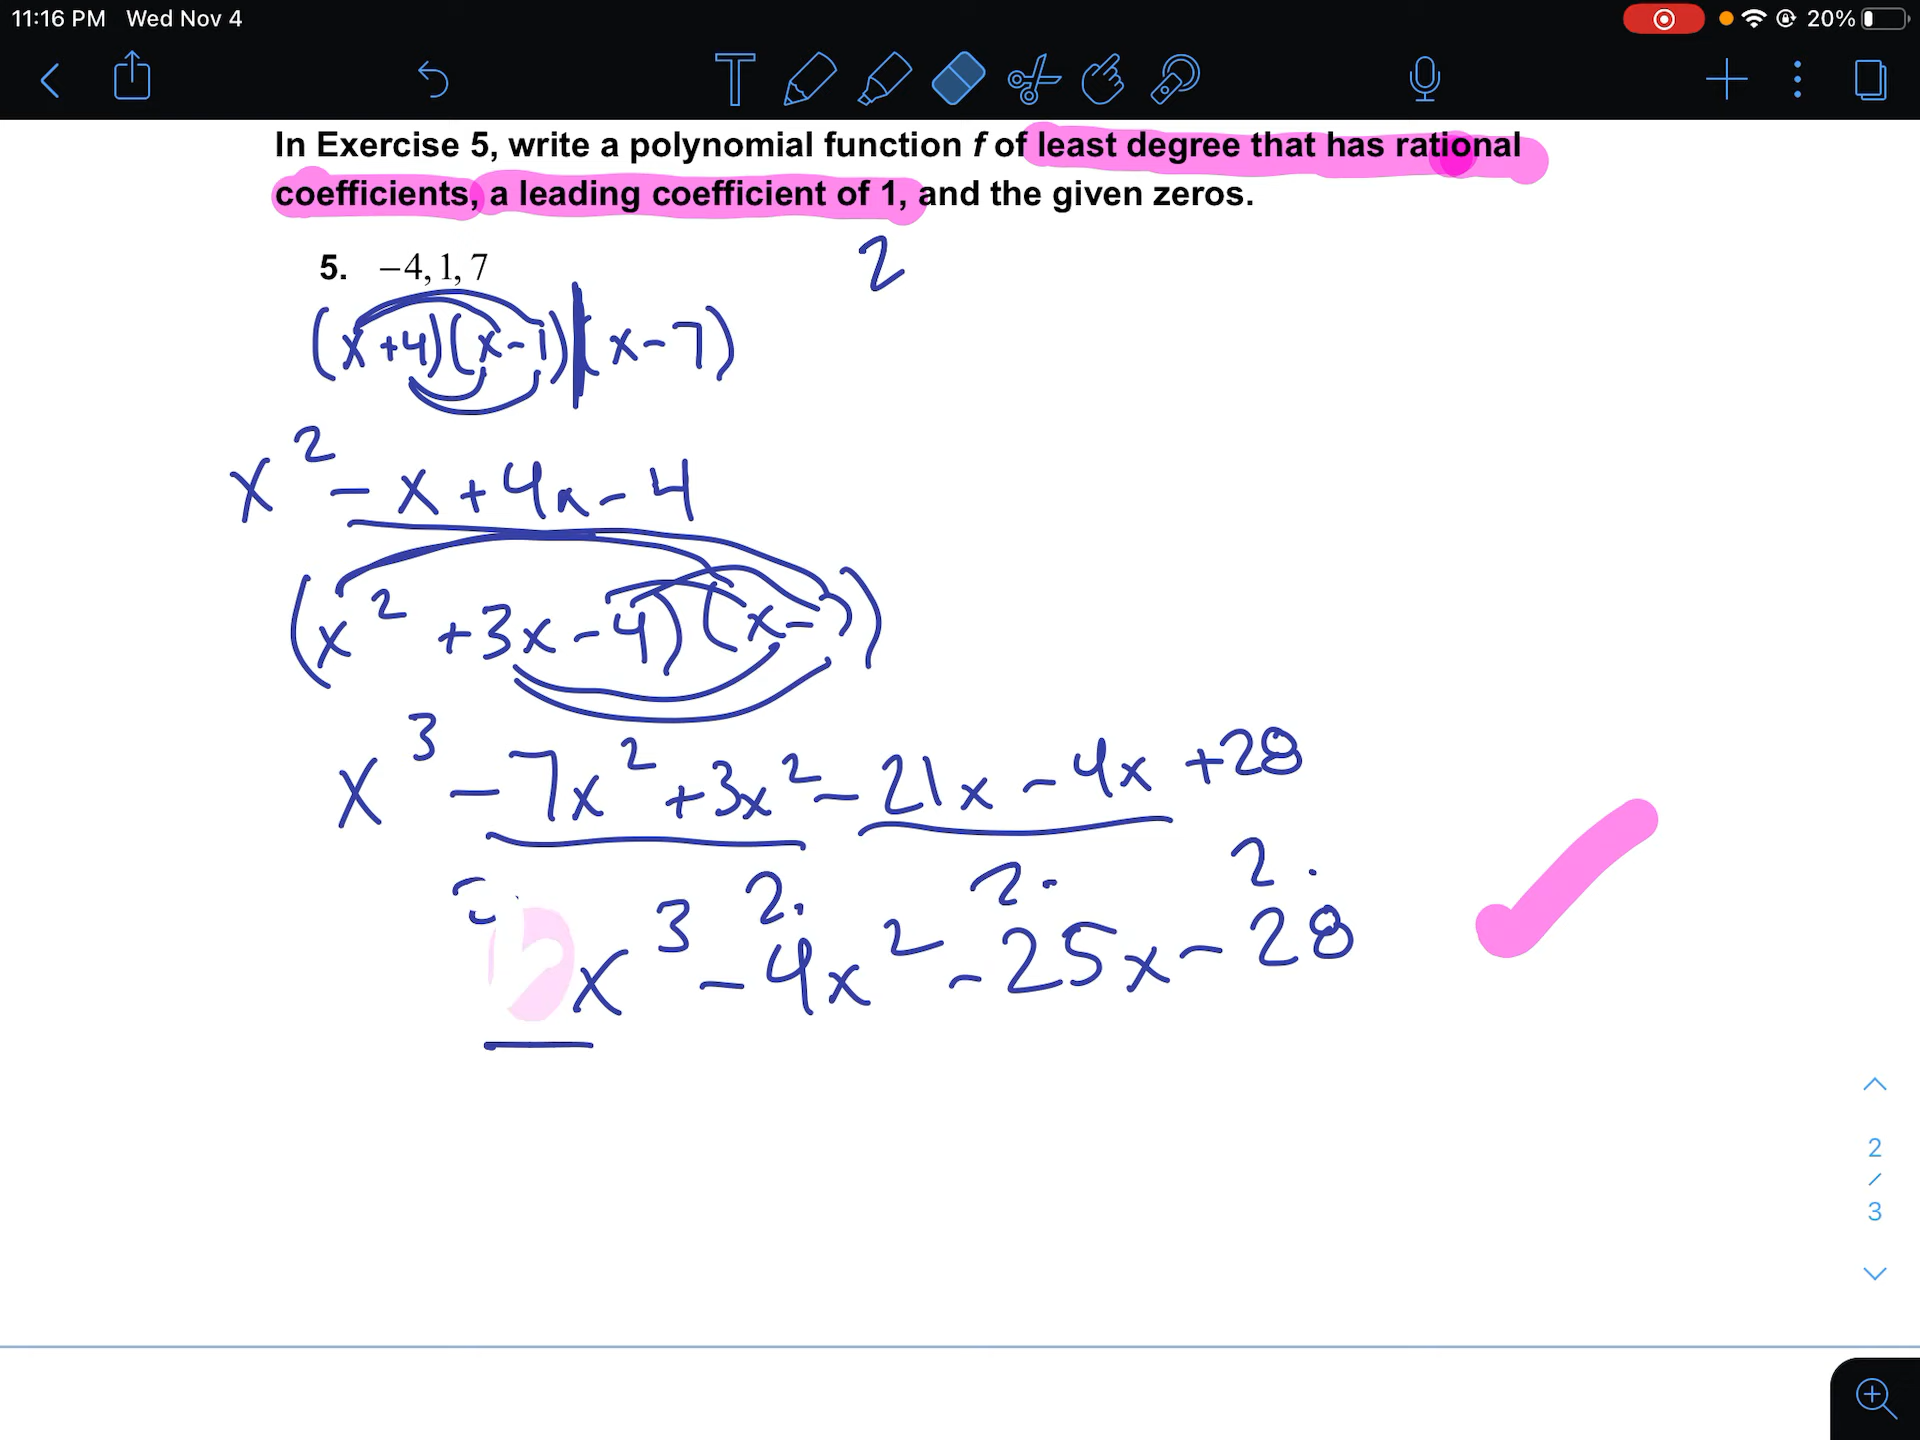 11:16 PM Wed Nov 4
20%
In Exercise 5, write a polynomial function f of least degree that has rational
coefficients, a leading coefficient of 1, and the given zeros.
2
5. −4, 1, 7
(x+4)(x-1)(x-7)
x² - x + 4x - 4
(x² +3x-4)(x-7)
x³ - 7x² +3x² - 21x - 4x +28
2. 2. 2.
x³ - 4x² - 25x - 28
2
/
3